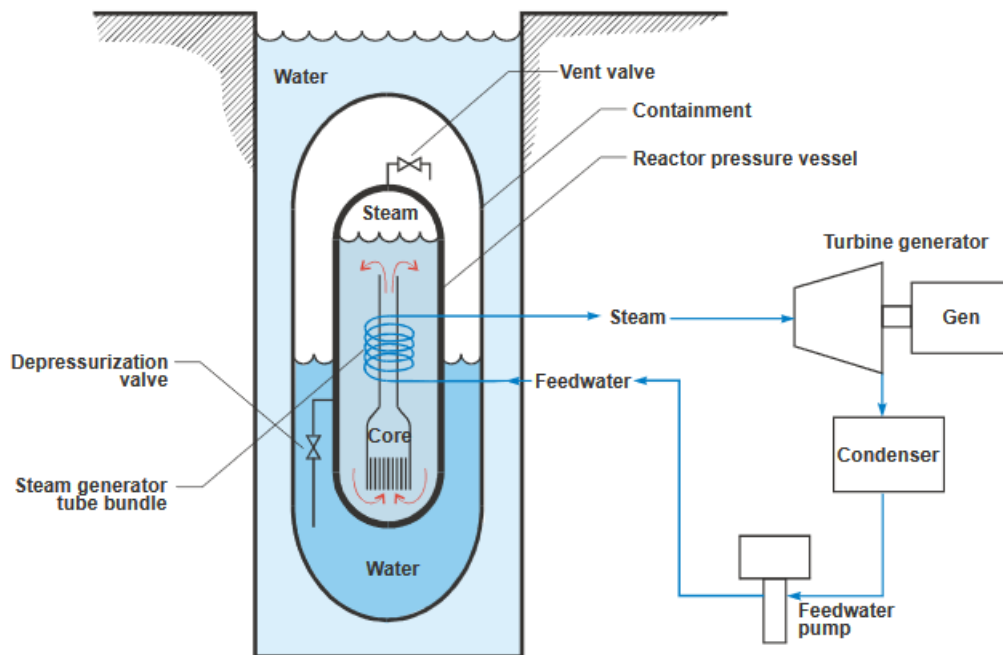 Water
Vent valve
Containment
Reactor pressure vessel
Steam
Turbine generator
Steam
Gen
Depressurization
valve
Feedwater
Core
Condenser
Steam generator
tube bundle
Water
Feedwater
pump